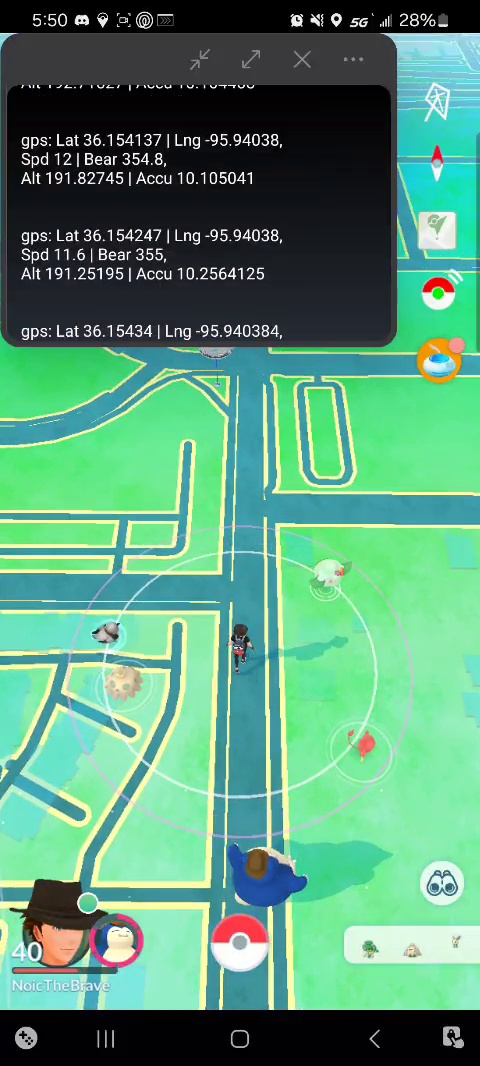 5:50
5G
28%
gps: Lat 36.154137 | Lng -95.94038,
Spd 12 | Bear 354.8,
Alt 191.82745 | Accu 10.105041
gps: Lat 36.154247 | Lng -95.94038,
Spd 11.6 | Bear 355,
Alt 191.25195 | Accu 10.2564125
gps: Lat 36.15434 | Lng -95.940384,
40
NoicTheBrave